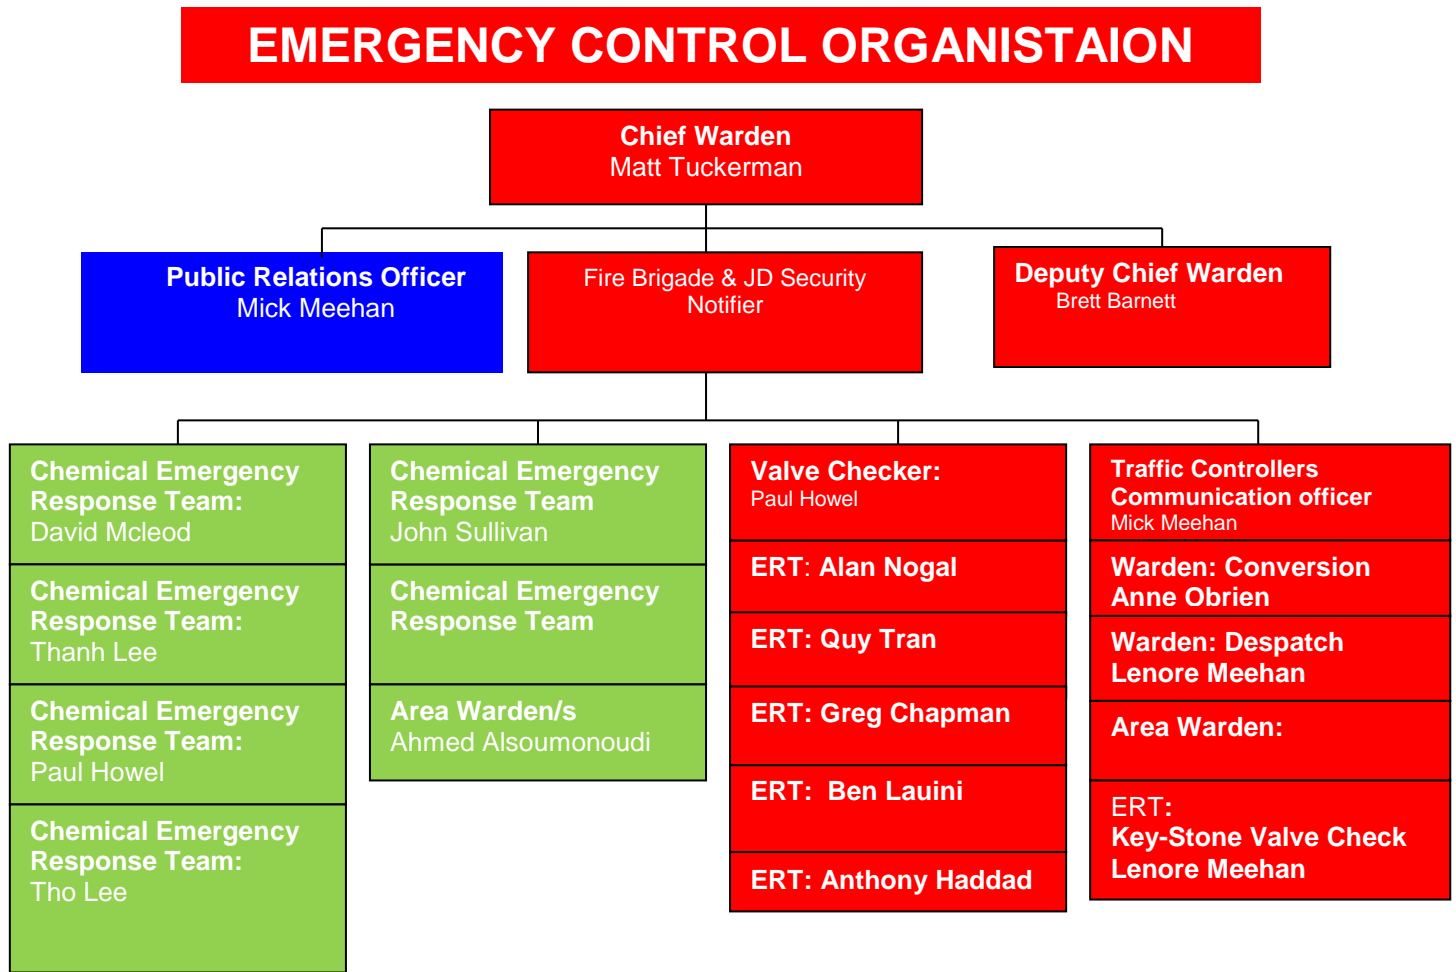 EMERGENCY CONTROL ORGANISTAION
Chief Warden
Matt Tuckerman
Public Relations Officer
Mick Meehan
Fire Brigade & JD Security
Notifier
Deputy Chief Warden
Brett Barnett
Chemical Emergency
Response Team:
David Mcleod
Chemical Emergency
Response Team:
Thanh Lee
Chemical Emergency
Response Team:
Paul Howel
Chemical Emergency
Response Team:
Tho Lee
Chemical Emergency
Response Team
John Sullivan
Chemical Emergency
Response Team
Area Warden/s
Ahmed Alsoumonoudi
Valve Checker:
Paul Howel
ERT: Alan Nogal
ERT: Quy Tran
ERT: Greg Chapman
ERT: Ben Lauini
ERT: Anthony Haddad
Traffic Controllers
Communication officer
Mick Meehan
Warden: Conversion
Anne Obrien
Warden: Despatch
Lenore Meehan
Area Warden:
ERT:
Key-Stone Valve Check
Lenore Meehan